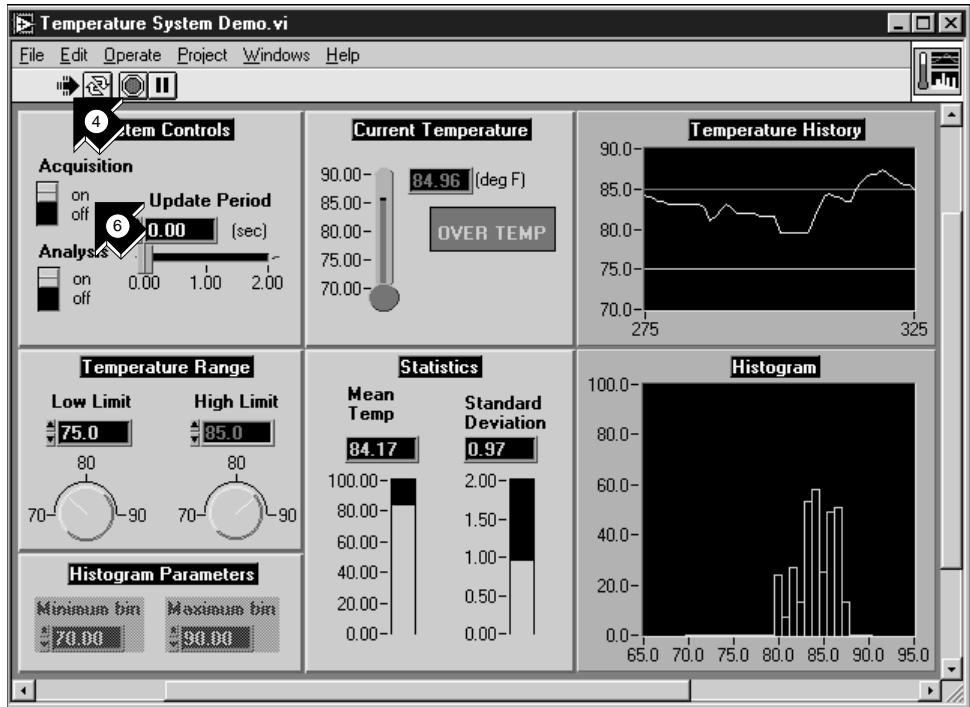 Temperature System Demo.vi
File Edit Operate Project Windows Help
4
tem Controls
Acquisition
on
off
Update Period
6
0.00 (sec)
Analysis
on
off
0.00 1.00 2.00
Current Temperature
90.00
85.00
80.00
75.00
70.00
84.96 (deg F)
OVER TEMP
Temperature History
90.0
85.0
80.0
75.0
70.0
275 325
Temperature Range
Low Limit High Limit
75.0 85.0
80 80
70 90 70 90
Histogram Parameters
Minimum bin Maximum bin
70.00 90.00
Statistics
Mean
Temp
84.17
100.00
80.00
60.00
40.00
20.00
0.00
Standard
Deviation
0.97
2.00
1.50
1.00
0.50
0.00
Histogram
100.0
80.0
60.0
40.0
20.0
0.0
65.0 70.0 75.0 80.0 85.0 90.0 95.0